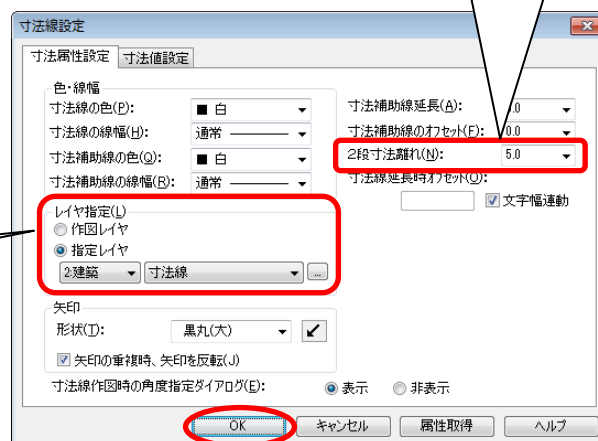 寸法線設定
寸法属性設定 寸法値設定
色・線幅
寸法線の色(P): 白
寸法線の線幅(H): 通常
寸法補助線の色(Q): 白
寸法補助線の線幅(R): 通常
寸法補助線延長(A): .0
寸法補助線のオフセット(F): 0.0
2段寸法離れ(N): 5.0
寸法線延長時オフセット(O):
文字幅連動
レイヤ指定(L)
作図レイヤ
指定レイヤ
2:建築 寸法線 ...
矢印
形状(T): 黒丸(大)
矢印の重複時、矢印を反転(J)
寸法線作図時の角度指定ダイアログ(E): 表示 非表示
OK キャンセル 属性取得 ヘルプ